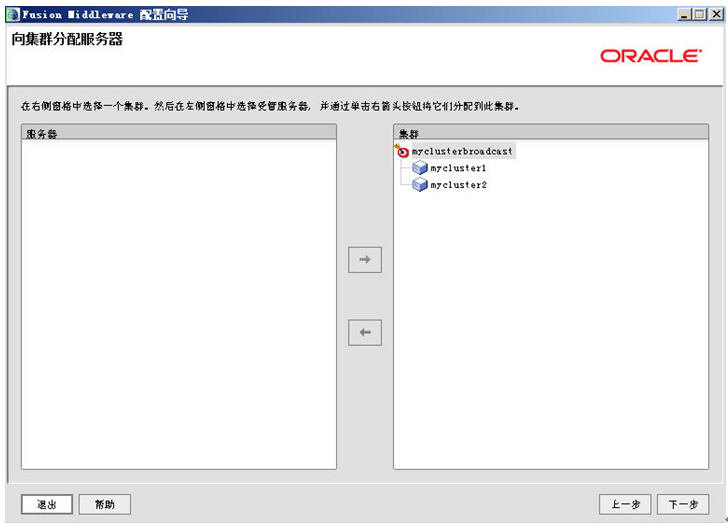 Fusion Middleware 配置向导
向集群分配服务器
ORACLE
在右侧窗格中选择一个集群。然后在左侧窗格中选择受管服务器, 并通过单击右箭头按钮将它们分配到此集群。
服务器
集群
myclusterbroadcast
mycluster1
mycluster2
退出
帮助
上一步
下一步